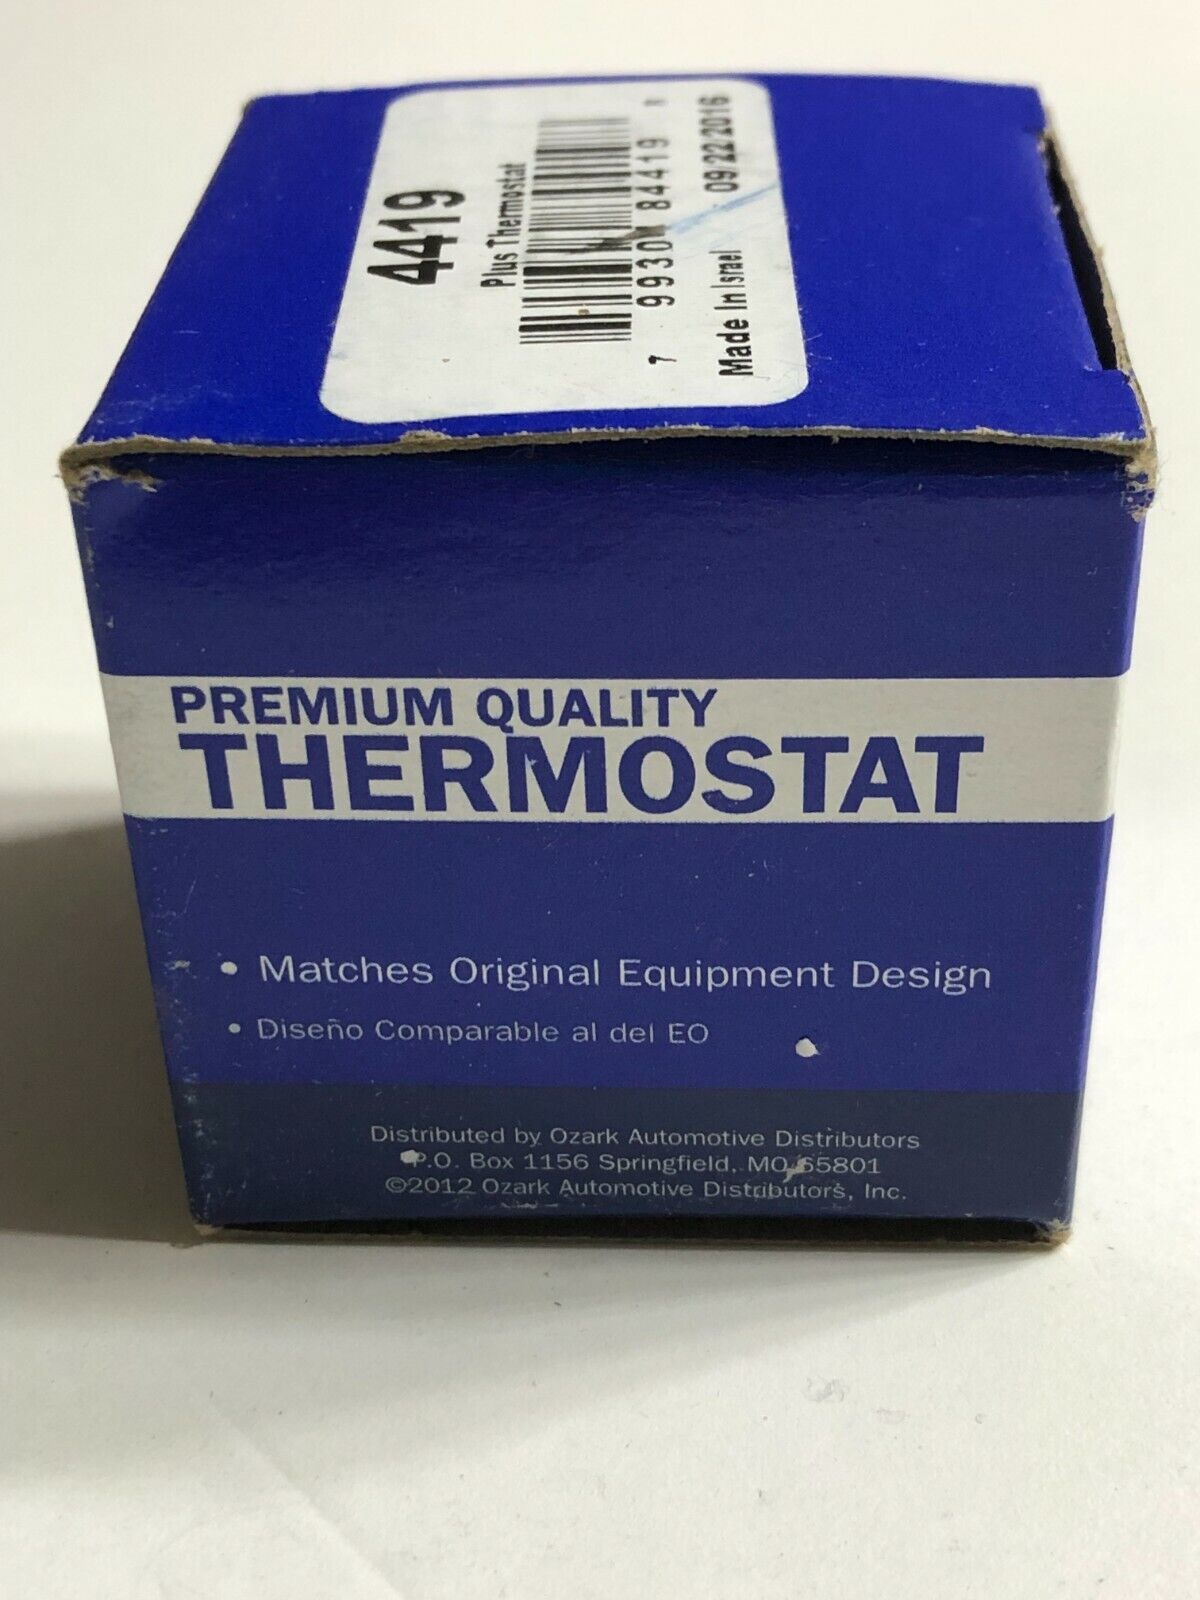 4419
Plus Thermostat
7 99308 84419 8
Made In Israel 09/22/2016
PREMIUM QUALITY
THERMOSTAT
• Matches Original Equipment Design
• Diseño Comparable al del EO
Distributed by Ozark Automotive Distributors
P.O. Box 1156 Springfield, MO 65801
©2012 Ozark Automotive Distributors, Inc.